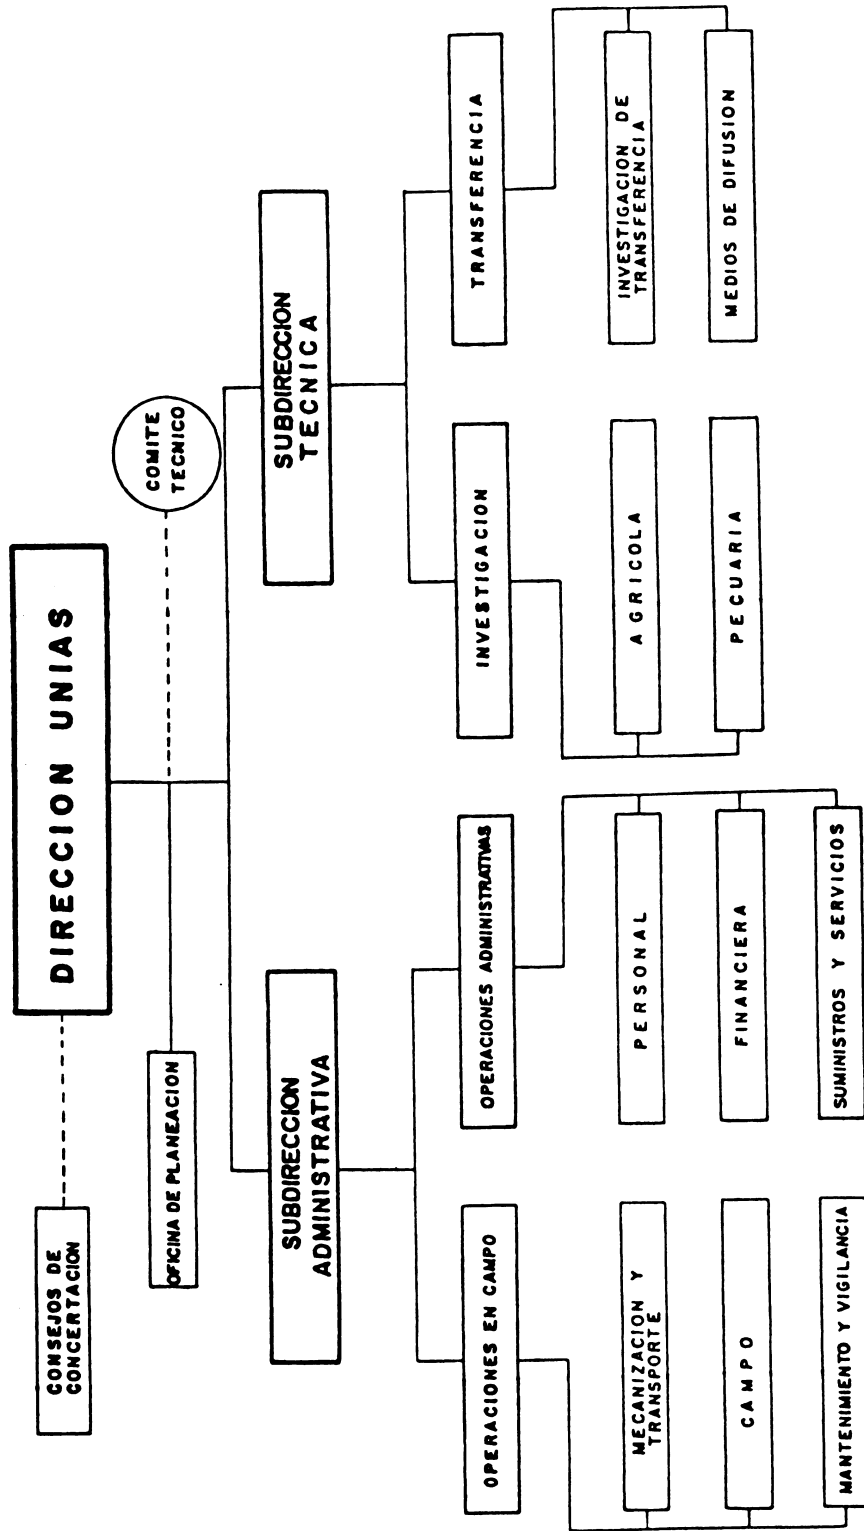 DIRECCION UNIAS
CONSEJOS DE
CONCERTACION
COMITE
TECNICO
OFICINA DE PLANEACION
SUBDIRECCION
ADMINISTRATIVA
SUBDIRECCION
TECNICA
OPERACIONES EN CAMPO
OPERACIONES ADMINISTRATIVAS
INVESTIGACION
TRANSFERENCIA
MECANIZACION Y
TRANSPORTE
PERSONAL
AGRICOLA
INVESTIGACION DE
TRANSFERENCIA
CAMPO
FINANCIERA
PECUARIA
MEDIOS DE DIFUSION
MANTENIMIENTO Y VIGILANCIA
SUMINISTROS Y SERVICIOS